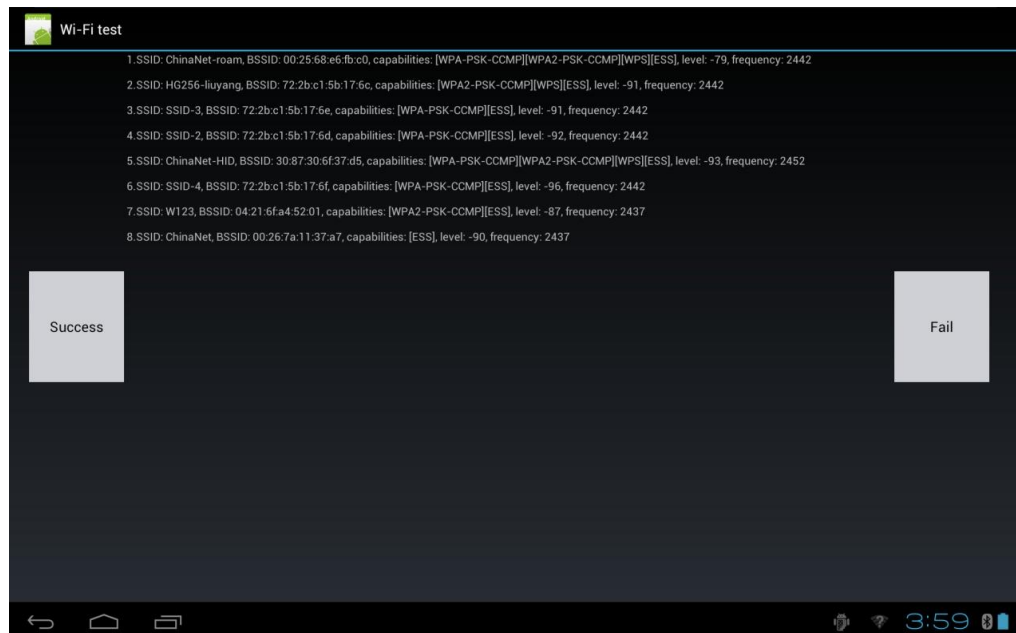 Wi-Fi test
1.SSID: ChinaNet-roam, BSSID: 00:25:68:e6:fb:c0, capabilities: [WPA-PSK-CCMP][WPA2-PSK-CCMP][WPS][ESS], level: -79, frequency: 2442
2.SSID: HG256-liuyang, BSSID: 72:2b:c1:5b:17:6c, capabilities: [WPA-PSK-CCMP][WPS][ESS], level: -91, frequency: 2442
3.SSID: SSID-3, BSSID: 72:2b:c1:5b:17:6e, capabilities: [WPA-PSK-CCMP][ESS], level: -91, frequency: 2442
4.SSID: SSID-2, BSSID: 72:2b:c1:5b:17:6d, capabilities: [WPA-PSK-CCMP][ESS], level: -92, frequency: 2442
5.SSID: ChinaNet-HID, BSSID: 30:87:30:6f:37:d5, capabilities: [WPA-PSK-CCMP][WPA2-PSK-CCMP][WPS][ESS], level: -93, frequency: 2452
6.SSID: SSID-4, BSSID: 72:2b:c1:5b:17:6f, capabilities: [WPA-PSK-CCMP][ESS], level: -96, frequency: 2442
7.SSID: W123, BSSID: 04:21:6f:a4:52:01, capabilities: [WPA2-PSK-CCMP][ESS], level: -87, frequency: 2437
8.SSID: ChinaNet, BSSID: 00:26:7a:11:37:a7, capabilities: [ESS], level: -90, frequency: 2437
Success
Fail
3:59